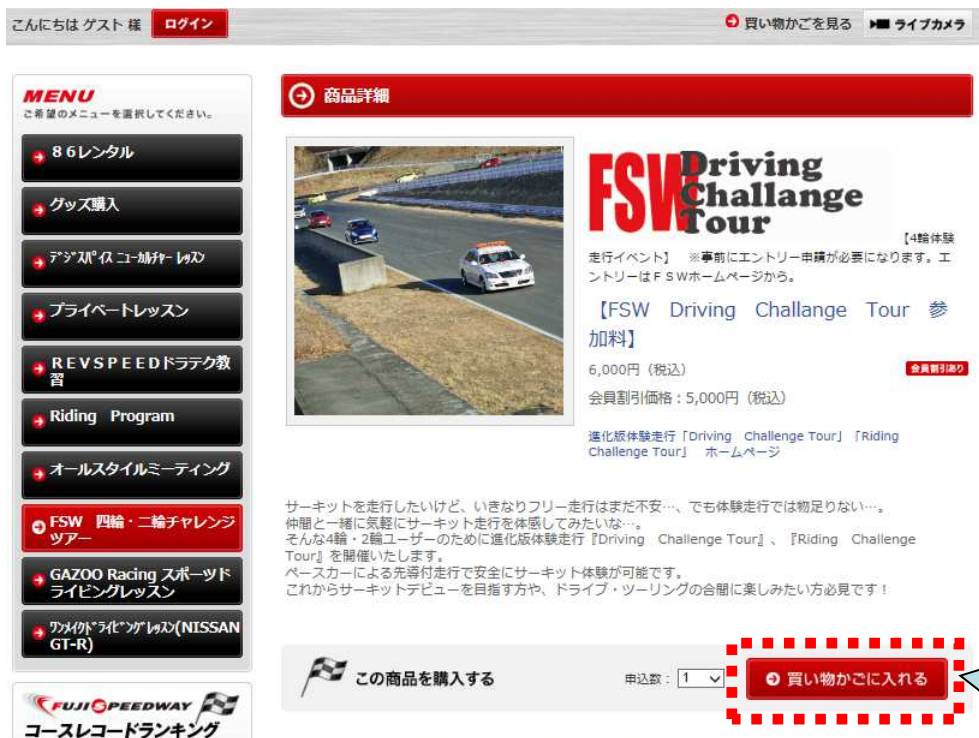 こんにちは ゲスト 様 ログイン
買い物かごを見る ライブカメラ
MENU
ご希望のメニューを選択してください。
８６レンタル
グッズ購入
ﾃﾞｼﾞｽﾊﾟｲｽ ﾆｭｰｶﾙﾁｬｰ ﾚｯｽﾝ
プライベートレッスン
ＲＥＶＳＰＥＥＤドラテク教
習
Riding　Program
オールスタイルミーティング
FSW　四輪・二輪チャレンジ
ツアー
GAZOO Racing スポーツド
ライビングレッスン
ﾜﾝﾒｲｸﾄﾞﾗｲﾋﾞﾝｸﾞﾚｯｽﾝ(NISSAN
GT-R)
FUJI SPEEDWAY
コースレコードランキング
商品詳細
FSW Driving
Challange
Tour
【4輪体験
走行イベント】　※事前にエントリー申請が必要になります。エ
ントリーはＦＳＷホームページから。
【FSW　Driving　Challange　Tour　参
加料】
6,000円（税込）
会員割引あり
会員割引価格：5,000円（税込）
進化版体験走行「Driving　Challenge Tour」「Riding
Challenge Tour」　ホームページ
サーキットを走行したいけど、いきなりフリー走行はまだ不安…、でも体験走行では物足りない…。
仲間と一緒に気軽にサーキット走行を体感してみたいな…。
そんな4輪・2輪ユーザーのために進化版体験走行『Driving　Challenge Tour』、『Riding　Challenge
Tour』を開催いたします。
ペースカーによる先導付走行で安全にサーキット体験が可能です。
これからサーキットデビューを目指す方や、ドライブ・ツーリングの合間に楽しみたい方必見です！
この商品を購入する
申込数： 1
買い物かごに入れる